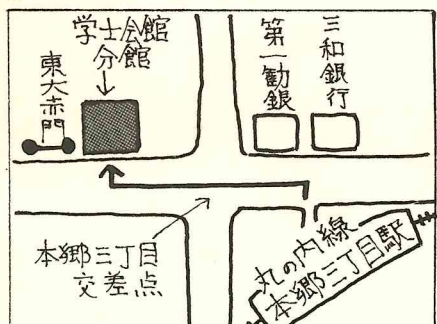 学士会館
分館
東大赤門
第一勧銀
三和銀行
本郷三丁目
交差点
丸の内線
本郷三丁目駅